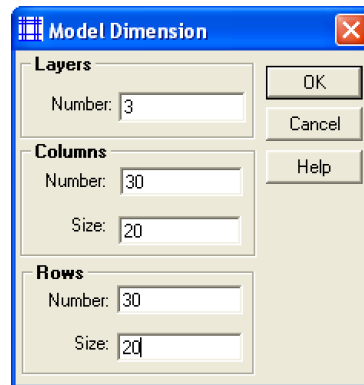 Model Dimension
Layers
Number: 3
OK
Cancel
Help
Columns
Number: 30
Size: 20
Rows
Number: 30
Size: 20